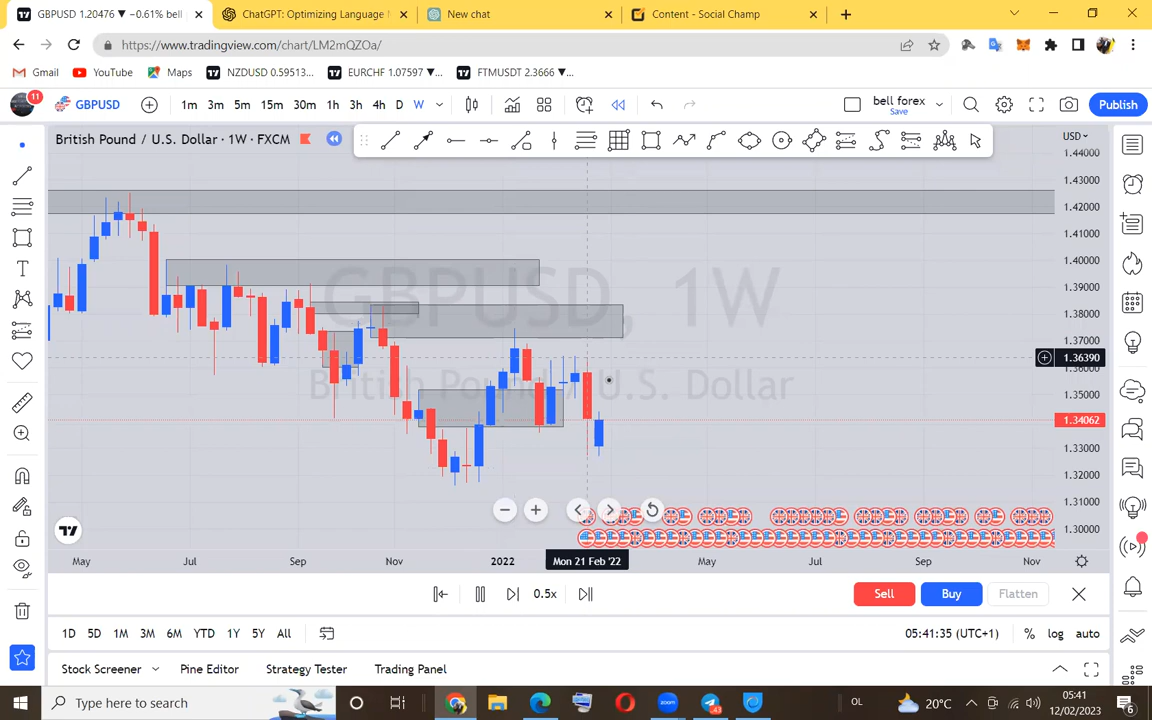 GBPUSD 1.20476 ▼ −0.61% bell
ChatGPT: Optimizing Language
New chat
Content - Social Champ
https://www.tradingview.com/chart/LM2mQZOa/
Gmail
YouTube
Maps
NZDUSD 0.59513...
EURCHF 1.07597 ▼...
FTMUSDT 2.3666 ▼...
11
GBPUSD
1m 3m 5m 15m 30m 1h 3h 4h D W
bell forex
Save
Publish
British Pound / U.S. Dollar · 1W · FXCM
USD
1.44000
1.43000
1.42000
1.41000
1.40000
1.39000
1.38000
1.37000
1.36390
1.36000
1.35000
1.34062
1.33000
1.32000
1.31000
1.30000
GBPUSD, 1W
British Pound / U.S. Dollar
May Jul Sep Nov 2022 Mon 21 Feb '22 May Jul Sep Nov
0.5x
Sell
Buy
Flatten
1D 5D 1M 3M 6M YTD 1Y 5Y All
05:41:35 (UTC+1)
% log auto
Stock Screener
Pine Editor
Strategy Tester
Trading Panel
Type here to search
zoom
43
OL
20°C
05:41
12/02/2023
6